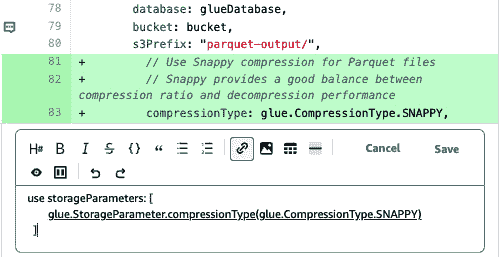 78 database: glueDatabase,
79 bucket: bucket,
80 s3Prefix: "parquet-output/",
81 + // Use Snappy compression for Parquet files
82 + // Snappy provides a good balance between
compression ratio and decompression performance
83 + compressionType: glue.CompressionType.SNAPPY,
H# B I S {} “ Cancel Save
use storageParameters: [
glue.StorageParameter.compressionType(glue.CompressionType.SNAPPY)
]